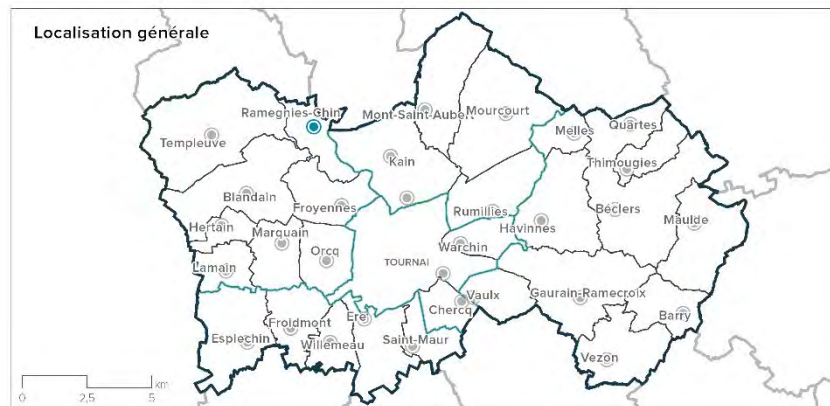 Localisation générale
Ramegnies-Chin
Mont-Saint-Aubert
Mourcourt
Melles
Quartes
Templeuve
Kain
Thimougies
Blandain
Froyennes
Rumillies
Havinnes
Béclers
Maulde
Hertain
Marquain
Orcq
Warchin
Lamain
TOURNAI
Vaulx
Gaurain-Ramecroix
Chercq
Barry
Ere
Froidmont
Esplechin
Willemeau
Saint-Maur
Vezon
km
0 2,5 5